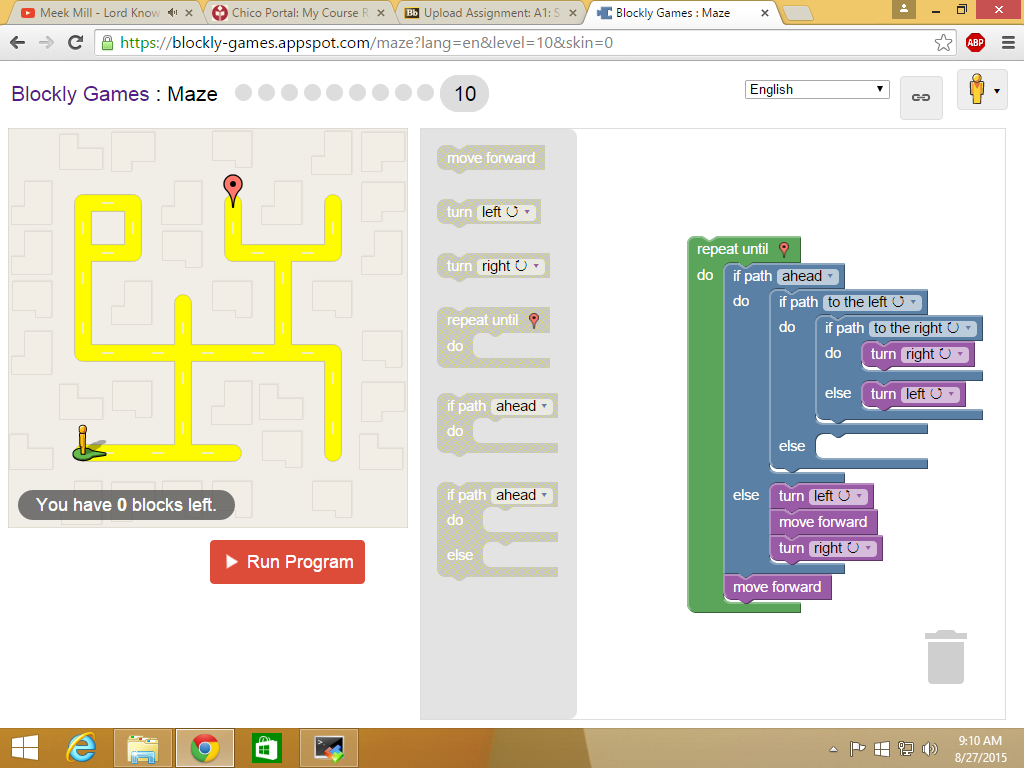 Meek Mill - Lord Know
Chico Portal: My Course R
Bb Upload Assignment: A1: S
Blockly Games : Maze
https://blockly-games.appspot.com/maze?lang=en&level=10&skin=0
ABP
Blockly Games : Maze 10
English
You have 0 blocks left.
Run Program
move forward
turn left
turn right
repeat until
do
if path ahead
do
if path ahead
do
else
repeat until
do if path ahead
do if path to the left
do if path to the right
do turn right
else turn left
else
else turn left
move forward
turn right
move forward
9:10 AM
8/27/2015